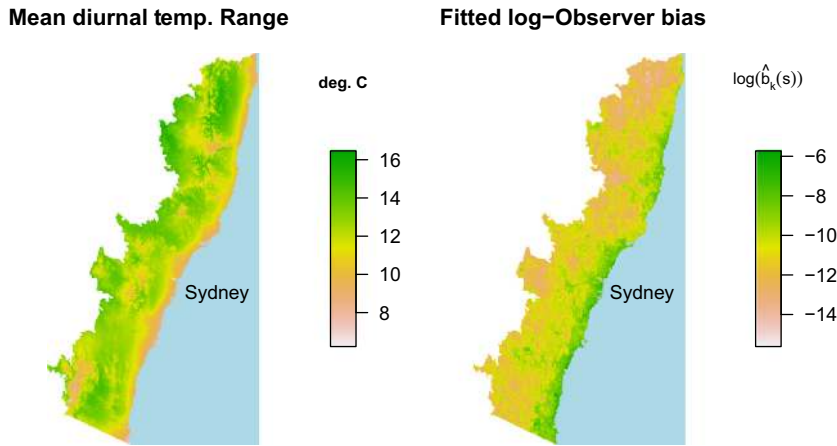 Mean diurnal temp. Range
deg. C
16
14
12
10
8
Sydney
Fitted log−Observer bias
log(b̂ₖ(s))
−6
−8
−10
−12
−14
Sydney